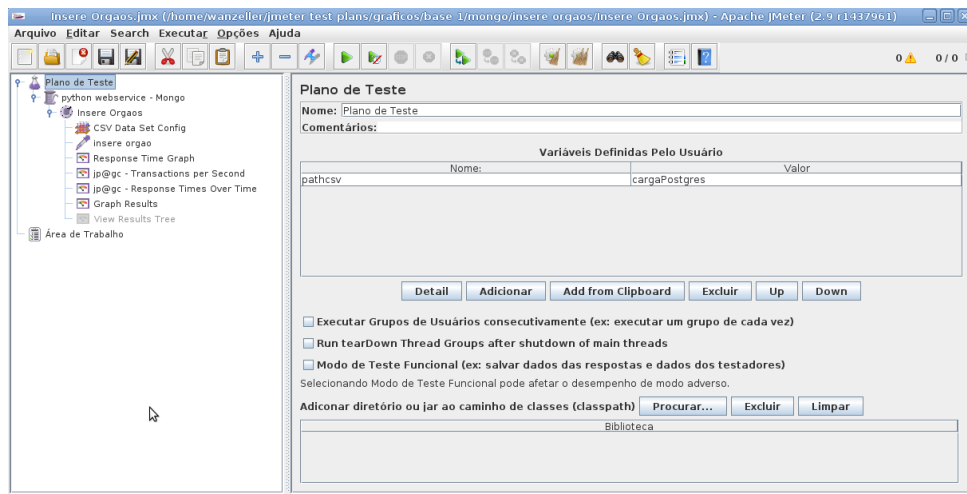 Insere Orgaos.jmx (/home/wanzeller/jmeter test plans/graficos/base 1/mongo/insere orgaos/Insere Orgaos.jmx) - Apache JMeter (2.9 r1437961)
Arquivo Editar Search Executar Opções Ajuda
0 0 / 0
Plano de Teste
python webservice - Mongo
Insere Orgaos
CSV Data Set Config
insere orgao
Response Time Graph
jp@gc - Transactions per Second
jp@gc - Response Times Over Time
Graph Results
View Results Tree
Área de Trabalho
Plano de Teste
Nome: Plano de Teste
Comentários:
Variáveis Definidas Pelo Usuário
Nome: Valor
pathcsv cargaPostgres
Detail Adicionar Add from Clipboard Excluir Up Down
Executar Grupos de Usuários consecutivamente (ex: executar um grupo de cada vez)
Run tearDown Thread Groups after shutdown of main threads
Modo de Teste Funcional (ex: salvar dados das respostas e dados dos testadores)
Selecionando Modo de Teste Funcional pode afetar o desempenho de modo adverso.
Adiconar diretório ou jar ao caminho de classes (classpath) Procurar... Excluir Limpar
Biblioteca